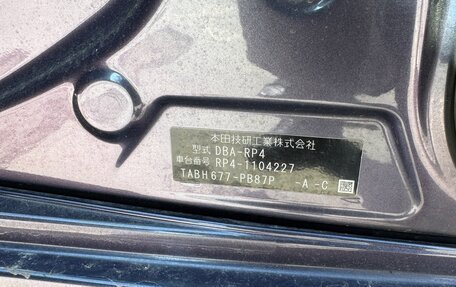 本田技研工業株式会社
型式 DBA-RP4
車台番号 RP4-1104227
TABH677-PB87P -A -C